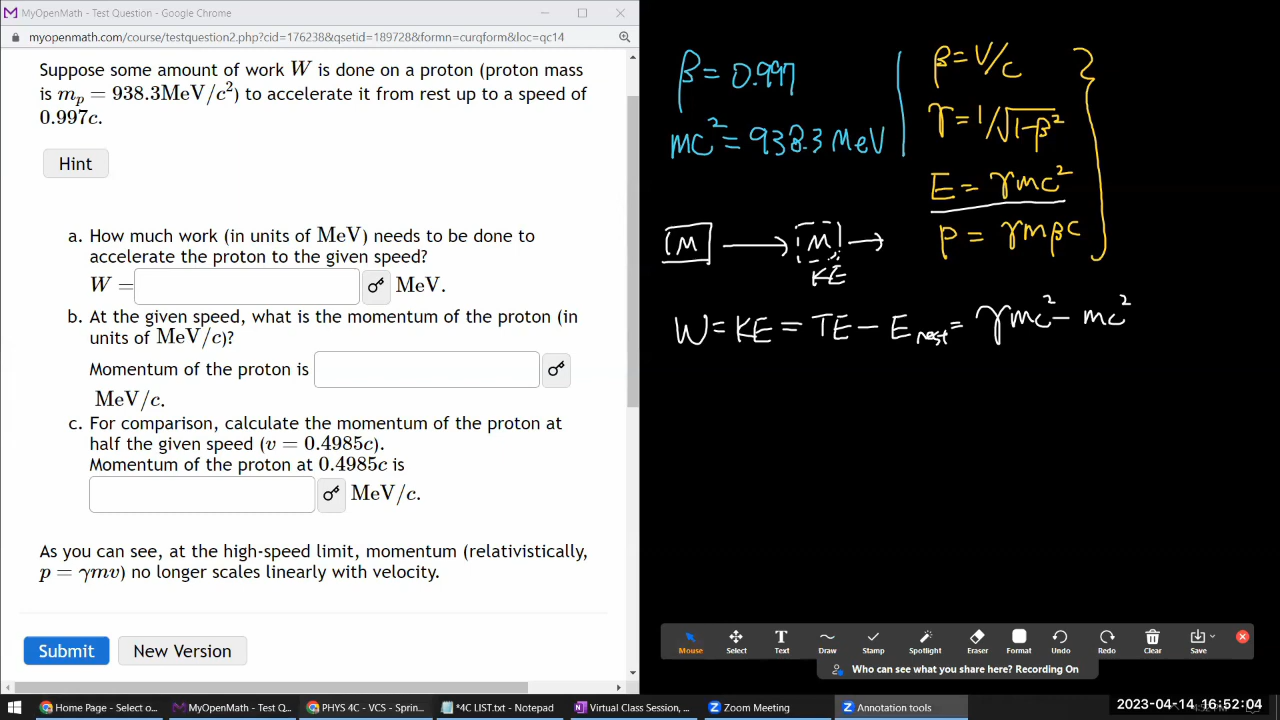 MyOpenMath - Test Question - Google Chrome
myopenmath.com/course/testquestion2.php?cid=176238&qsetid=189728&formn=curqform&loc=qc14
Suppose some amount of work W is done on a proton (proton mass
is mₚ = 938.3MeV/c²) to accelerate it from rest up to a speed of
0.997c.
Hint
a. How much work (in units of MeV) needs to be done to
accelerate the proton to the given speed?
W = MeV.
b. At the given speed, what is the momentum of the proton (in
units of MeV/c)?
Momentum of the proton is
MeV/c.
c. For comparison, calculate the momentum of the proton at
half the given speed (v = 0.4985c).
Momentum of the proton at 0.4985c is
MeV/c.
As you can see, at the high-speed limit, momentum (relativistically,
p = γmv) no longer scales linearly with velocity.
Submit New Version
β = 0.997
mc² = 938.3 MeV
β = V/c
γ = 1/√1-β²
E = γmc²
p = γmβc
M M
KE
W = KE = TE - E rest = γmc² - mc²
Mouse Select Text Draw Stamp Spotlight Eraser Format Undo Redo Clear Save
Who can see what you share here? Recording On
Home Page - Select o... MyOpenMath - Test Q... PHYS 4C - VCS - Sprin... *4C LIST.txt - Notepad Virtual Class Session, ... Zoom Meeting Annotation tools
2023-04-14 16:52:04